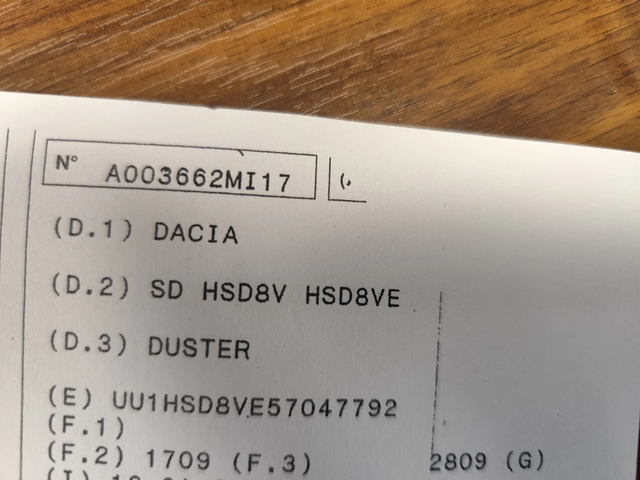 N° A003662MI17
(D.1) DACIA
(D.2) SD HSD8V HSD8VE
(D.3) DUSTER
(E) UU1HSD8VE57047792
(F.1)
(F.2) 1709 (F.3) 2809 (G)